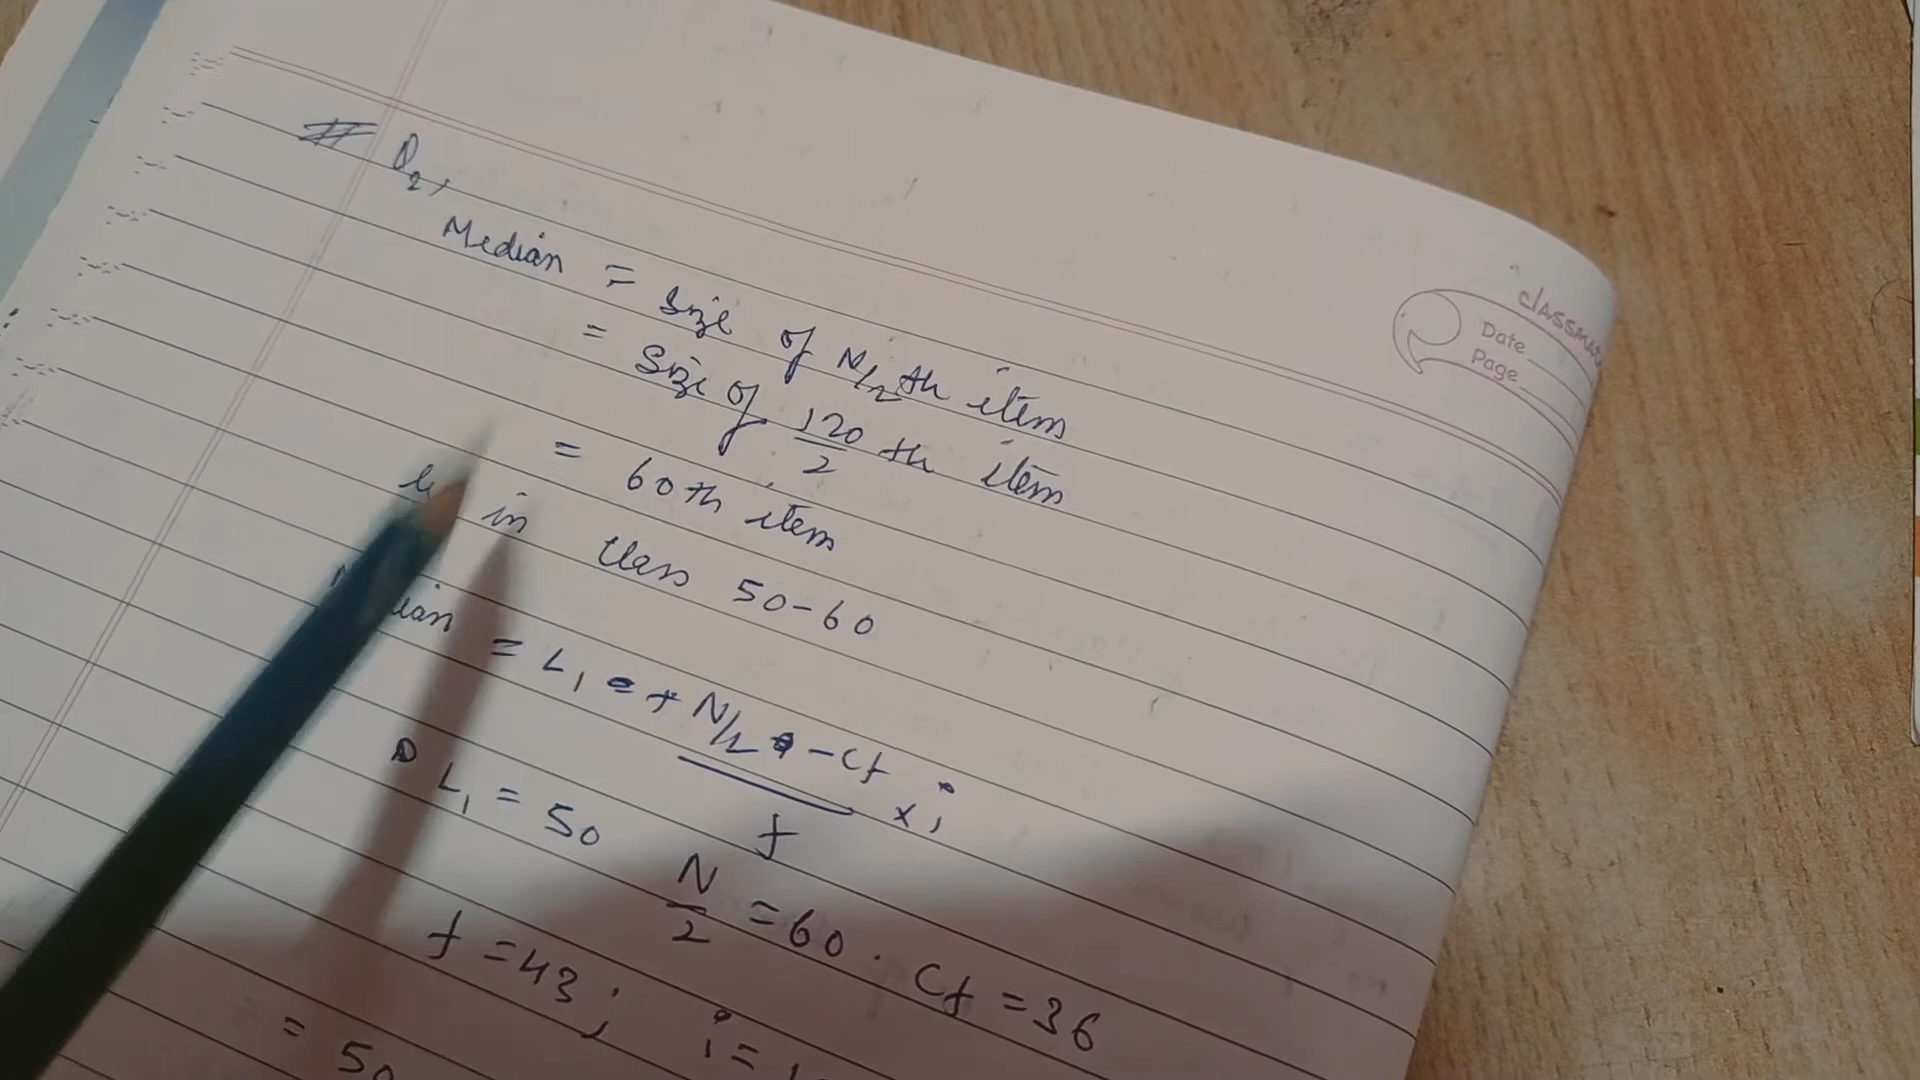 Q2,
Median = Size of N/2 th item
= Size of 120/2 th item
= 60th item
in class 50-60
= L1 + N/2 - Cf / f × i
L1 = 50 N/2 = 60. Cf = 36
f = 43; i =
= 50
classmate
Date
Page